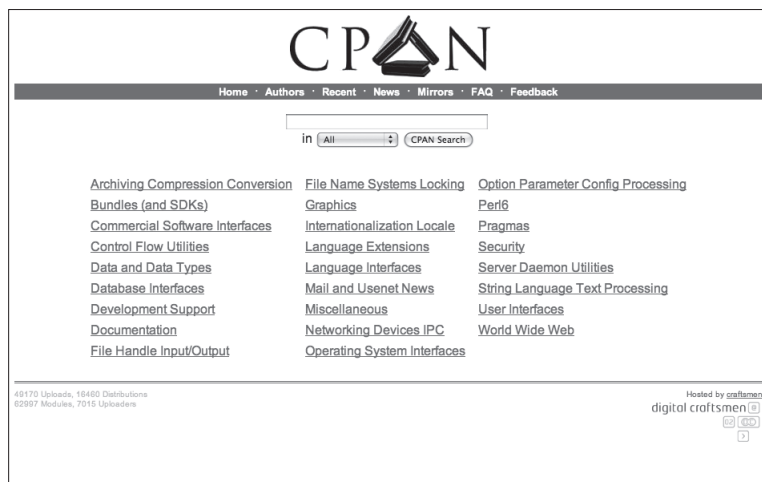 CPAN
Home · Authors · Recent · News · Mirrors · FAQ · Feedback
in All CPAN Search
Archiving Compression Conversion File Name Systems Locking Option Parameter Config Processing
Bundles (and SDKs) Graphics Perl6
Commercial Software Interfaces Internationalization Locale Pragmas
Control Flow Utilities Language Extensions Security
Data and Data Types Language Interfaces Server Daemon Utilities
Database Interfaces Mail and Usenet News String Language Text Processing
Development Support Miscellaneous User Interfaces
Documentation Networking Devices IPC World Wide Web
File Handle Input/Output Operating System Interfaces
49170 Uploads, 16460 Distributions
62997 Modules, 7015 Uploaders
Hosted by craftsmen
digital craftsmen